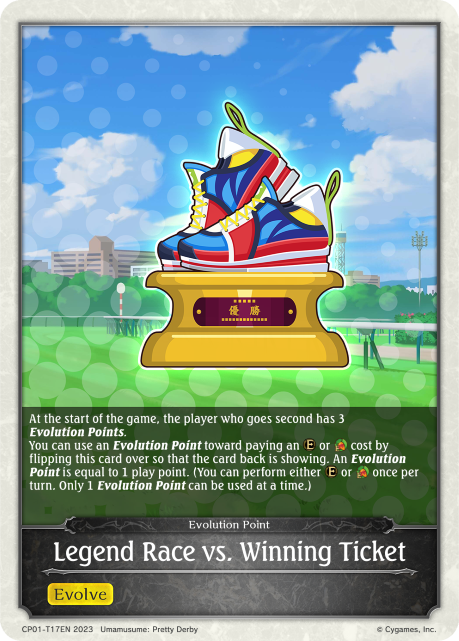 優勝
At the start of the game, the player who goes second has 3
Evolution Points.
You can use an Evolution Point toward paying an E or cost by
flipping this card over so that the card back is showing. An Evolution
Point is equal to 1 play point. (You can perform either E or once per
turn. Only 1 Evolution Point can be used at a time.)
Evolution Point
Legend Race vs. Winning Ticket
Evolve
CP01-T17EN 2023 Umamusume: Pretty Derby
© Cygames, Inc.